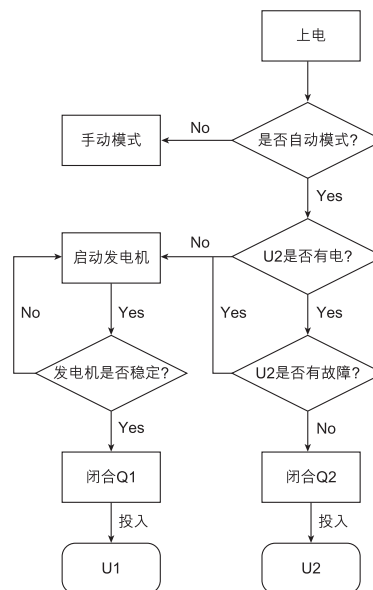 上电
是否自动模式?
No
手动模式
Yes
U2是否有电?
No
启动发电机
Yes
No
Yes
Yes
发电机是否稳定?
U2是否有故障?
Yes
No
闭合Q1
闭合Q2
投入
投入
U1
U2